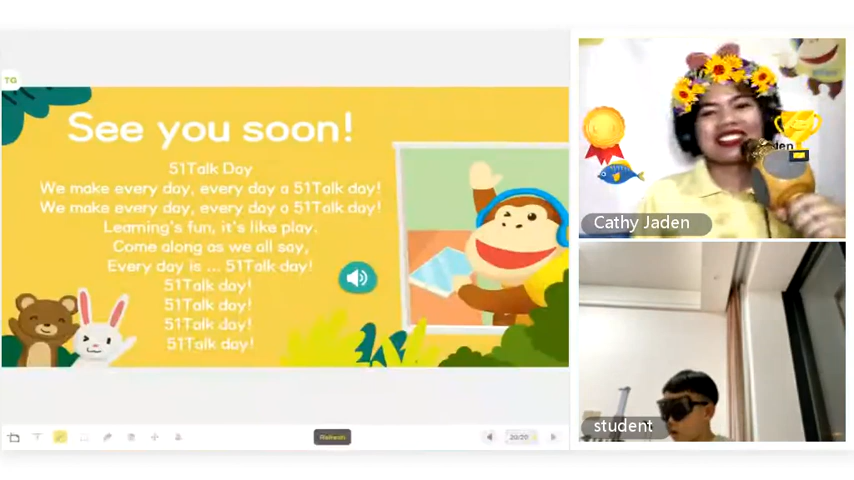 TG
See you soon!
51Talk Day
We make every day, every day a 51Talk day!
We make every day, every day a 51Talk day!
Learning's fun, it's like play.
Come along as we all say,
Every day is ... 51Talk day!
51Talk day!
51Talk day!
51Talk day!
51Talk day!
20/20
Cathy Jaden
student